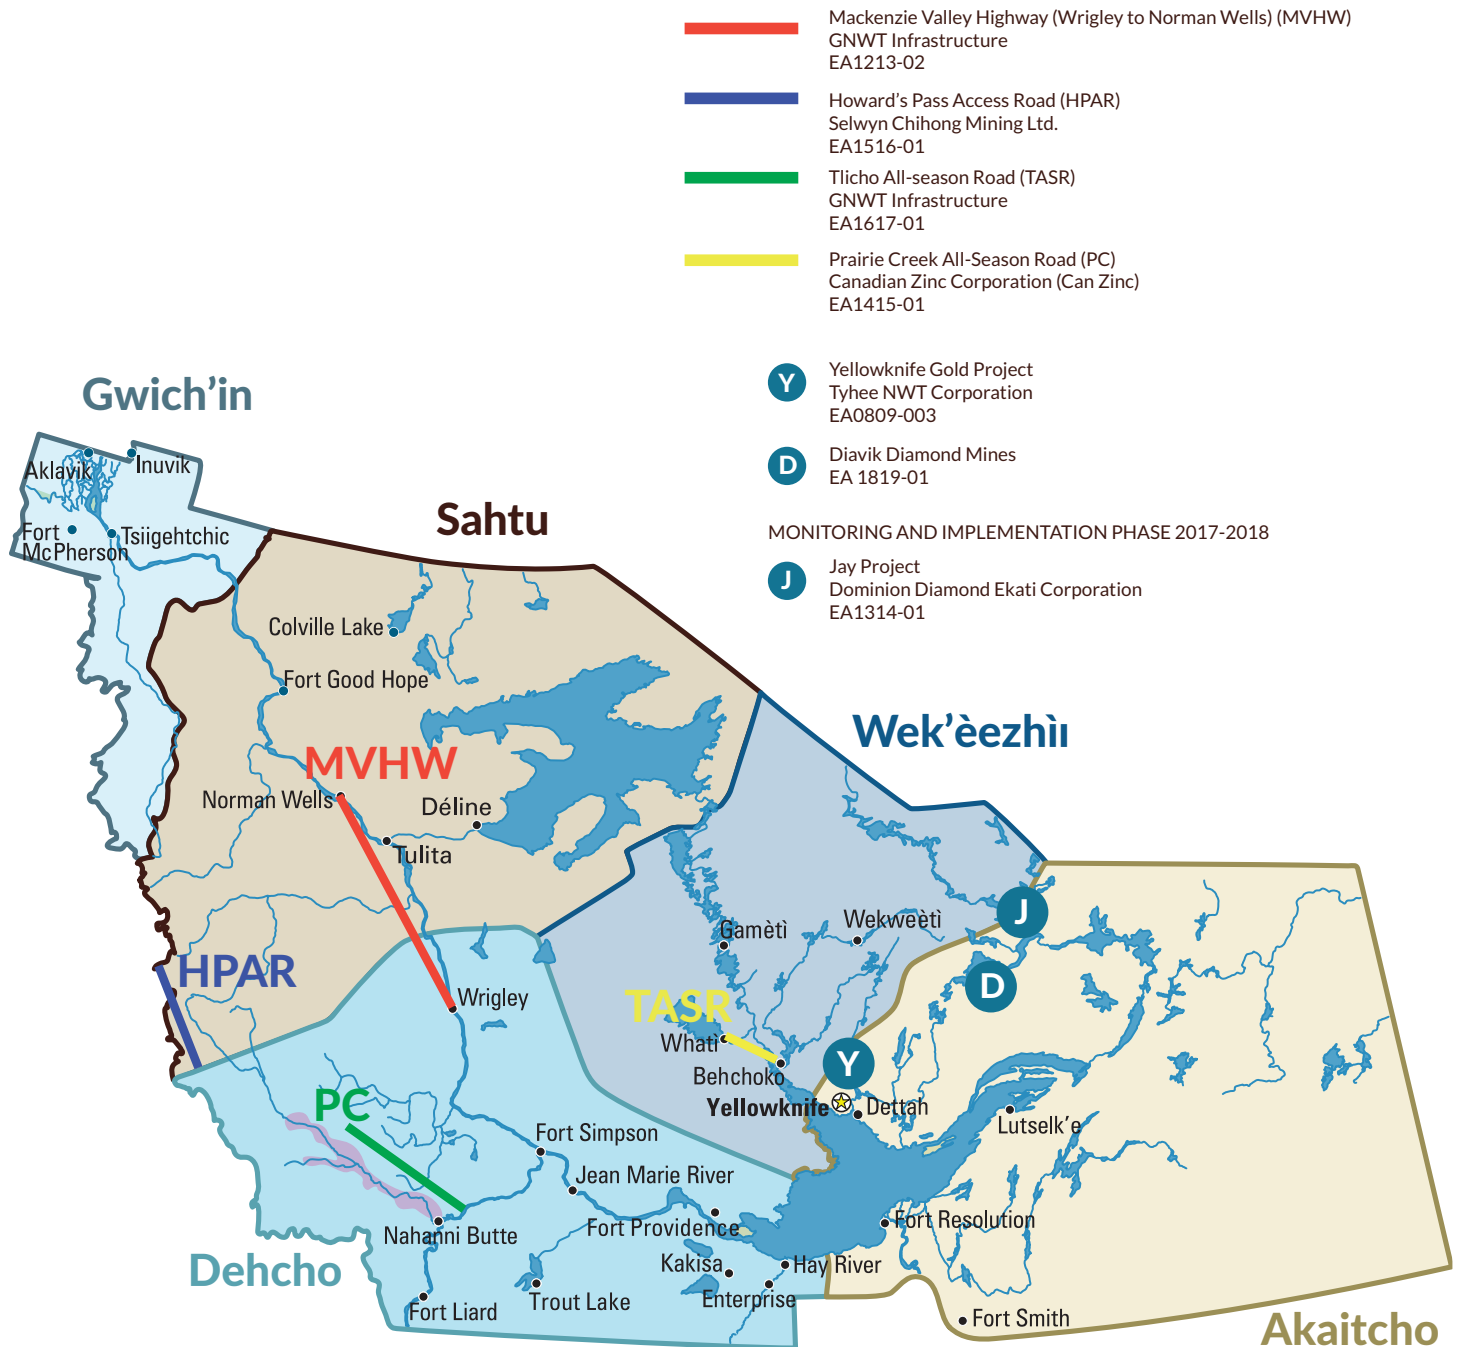 Mackenzie Valley Highway (Wrigley to Norman Wells) (MVHW)
GNWT Infrastructure
EA1213-02
Howard's Pass Access Road (HPAR)
Selwyn Chihong Mining Ltd.
EA1516-01
Tlicho All-season Road (TASR)
GNWT Infrastructure
EA1617-01
Prairie Creek All-Season Road (PC)
Canadian Zinc Corporation (Can Zinc)
EA1415-01
Y
Yellowknife Gold Project
Tyhee NWT Corporation
EA0809-003
D
Diavik Diamond Mines
EA 1819-01
MONITORING AND IMPLEMENTATION PHASE 2017-2018
J
Jay Project
Dominion Diamond Ekati Corporation
EA1314-01
Gwich'in
Aklavik
Inuvik
Fort
McPherson
Tsiigehtchic
Sahtu
Colville Lake
Fort Good Hope
MVHW
Norman Wells
Déline
Tulita
Wek'èezhìı
Gamètì
Wekweètì
J
D
HPAR
Wrigley
TASR
Whatì
Behchoko
Y
Yellowknife
Dettah
Lutselk'e
PC
Fort Simpson
Jean Marie River
Fort Providence
Fort Resolution
Nahanni Butte
Dehcho
Kakisa
Hay River
Enterprise
Trout Lake
Fort Liard
Fort Smith
Akaitcho